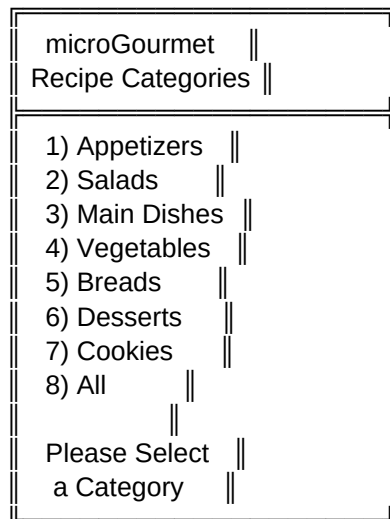 microGourmet
Recipe Categories
1) Appetizers
2) Salads
3) Main Dishes
4) Vegetables
5) Breads
6) Desserts
7) Cookies
8) All
Please Select
a Category